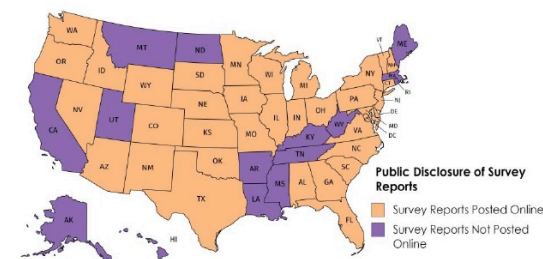 WA
MT
ND
MN
VT
ME
OR
ID
SD
WI
MI
NY
WY
IA
PA
RI
NJ
NV
NE
IL
IN
OH
DE
MD
DC
UT
CO
KS
MO
KY
WV
VA
CA
TN
NC
AZ
NM
OK
AR
SC
MS
AL
GA
TX
LA
FL
AK
HI
Public Disclosure of Survey
Reports
Survey Reports Posted Online
Survey Reports Not Posted
Online